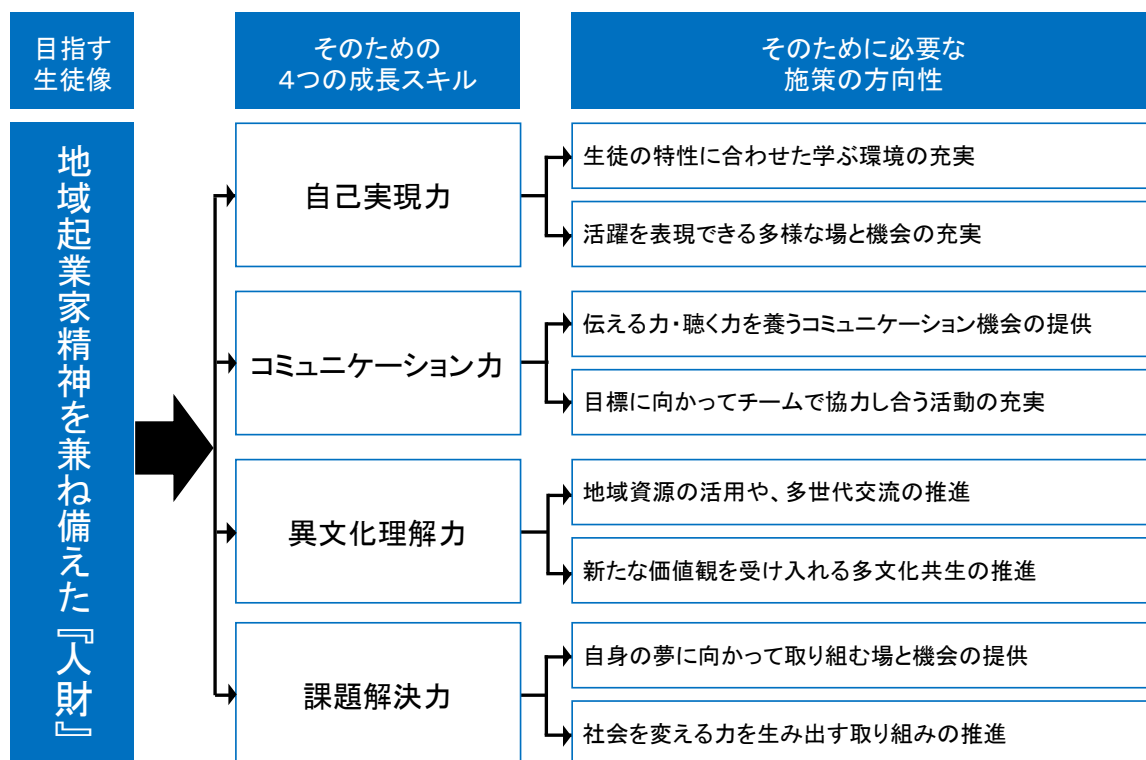 目指す
生徒像
そのための
4つの成長スキル
そのために必要な
施策の方向性
地域起業家精神を兼ね備えた『人財』
自己実現力
生徒の特性に合わせた学ぶ環境の充実
活躍を表現できる多様な場と機会の充実
コミュニケーション力
伝える力・聴く力を養うコミュニケーション機会の提供
目標に向かってチームで協力し合う活動の充実
異文化理解力
地域資源の活用や、多世代交流の推進
新たな価値観を受け入れる多文化共生の推進
課題解決力
自身の夢に向かって取り組む場と機会の提供
社会を変える力を生み出す取り組みの推進